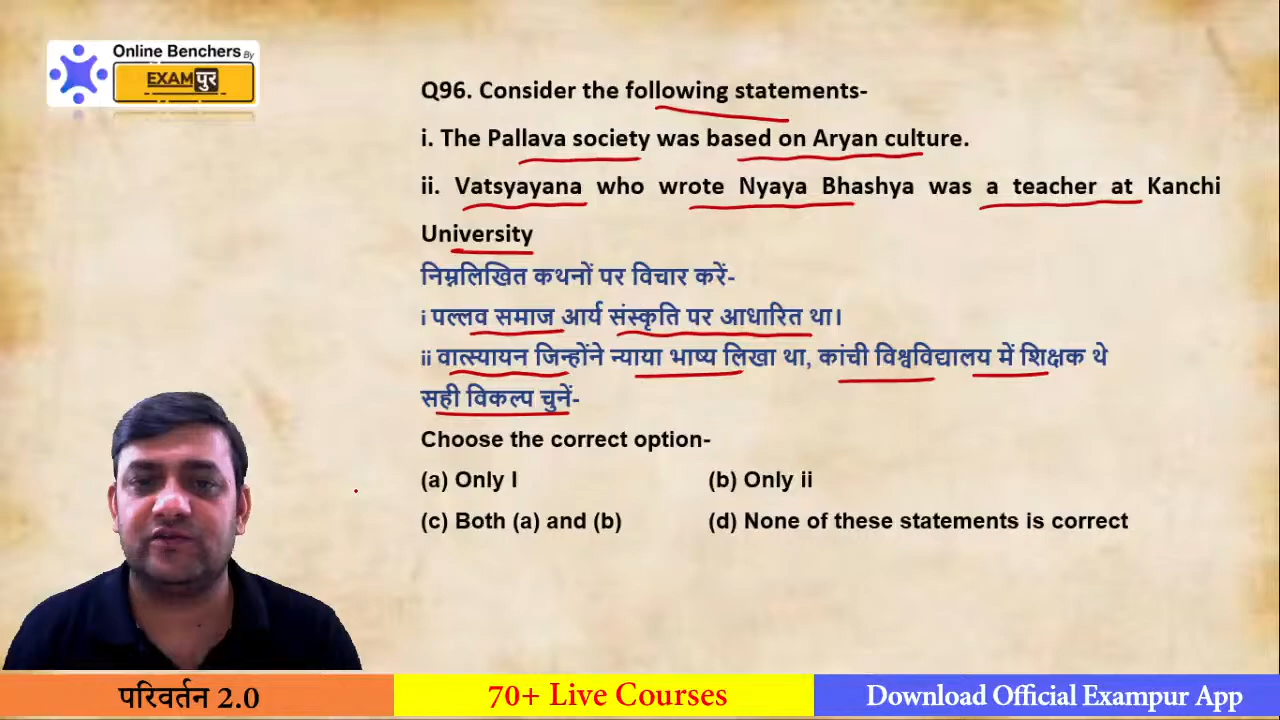 Online Benchers By
EXAMपुर
Q96. Consider the following statements-
i. The Pallava society was based on Aryan culture.
ii. Vatsyayana who wrote Nyaya Bhashya was a teacher at Kanchi
University
निम्नलिखित कथनों पर विचार करें-
i पल्लव समाज आर्य संस्कृति पर आधारित था।
ii वात्स्यायन जिन्होंने न्याया भाष्य लिखा था, कांची विश्वविद्यालय में शिक्षक थे
सही विकल्प चुनें-
Choose the correct option-
(a) Only I (b) Only ii
(c) Both (a) and (b) (d) None of these statements is correct
परिवर्तन 2.0 70+ Live Courses Download Official Exampur App